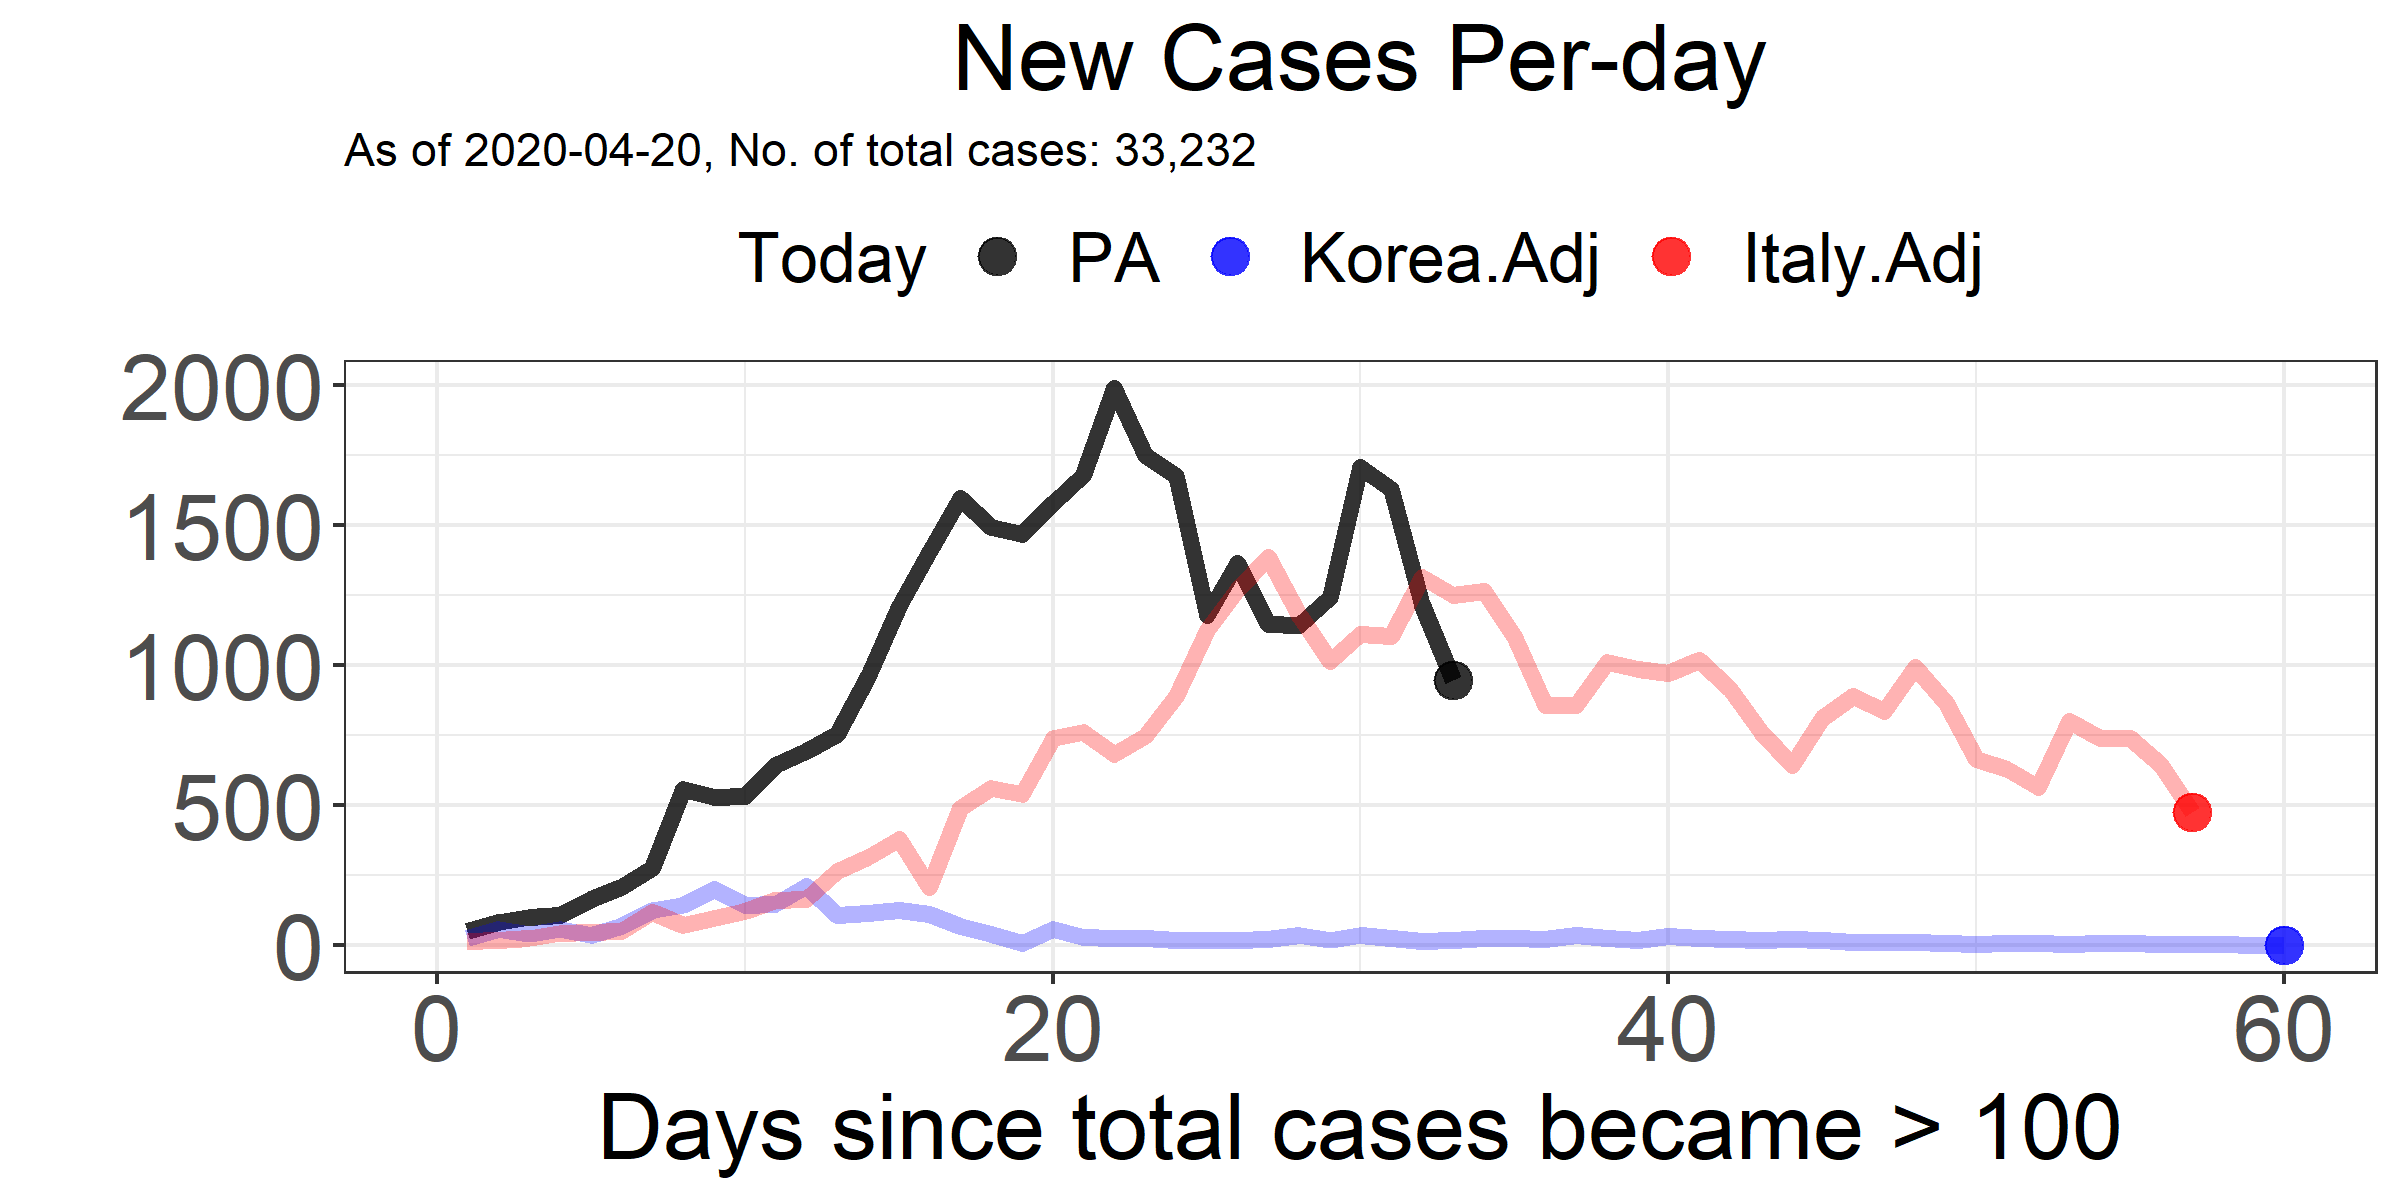 New Cases Per-day
As of 2020-04-20, No. of total cases: 33,232
Today PA Korea.Adj Italy.Adj
2000
1500
1000
500
0
0 20 40 60
Days since total cases became > 100